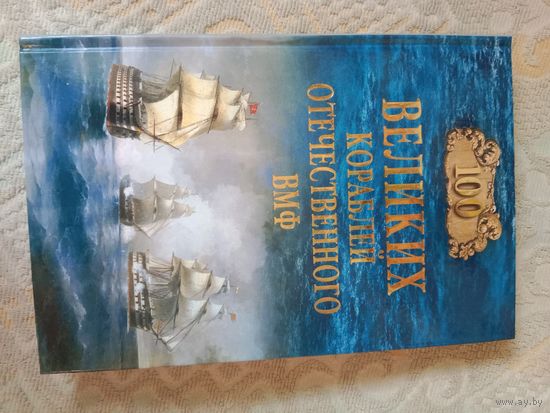 100
ВЕЛИКИХ
КОРАБЛЕЙ
ОТЕЧЕСТВЕННОГО
ВМФ
www.ay.by